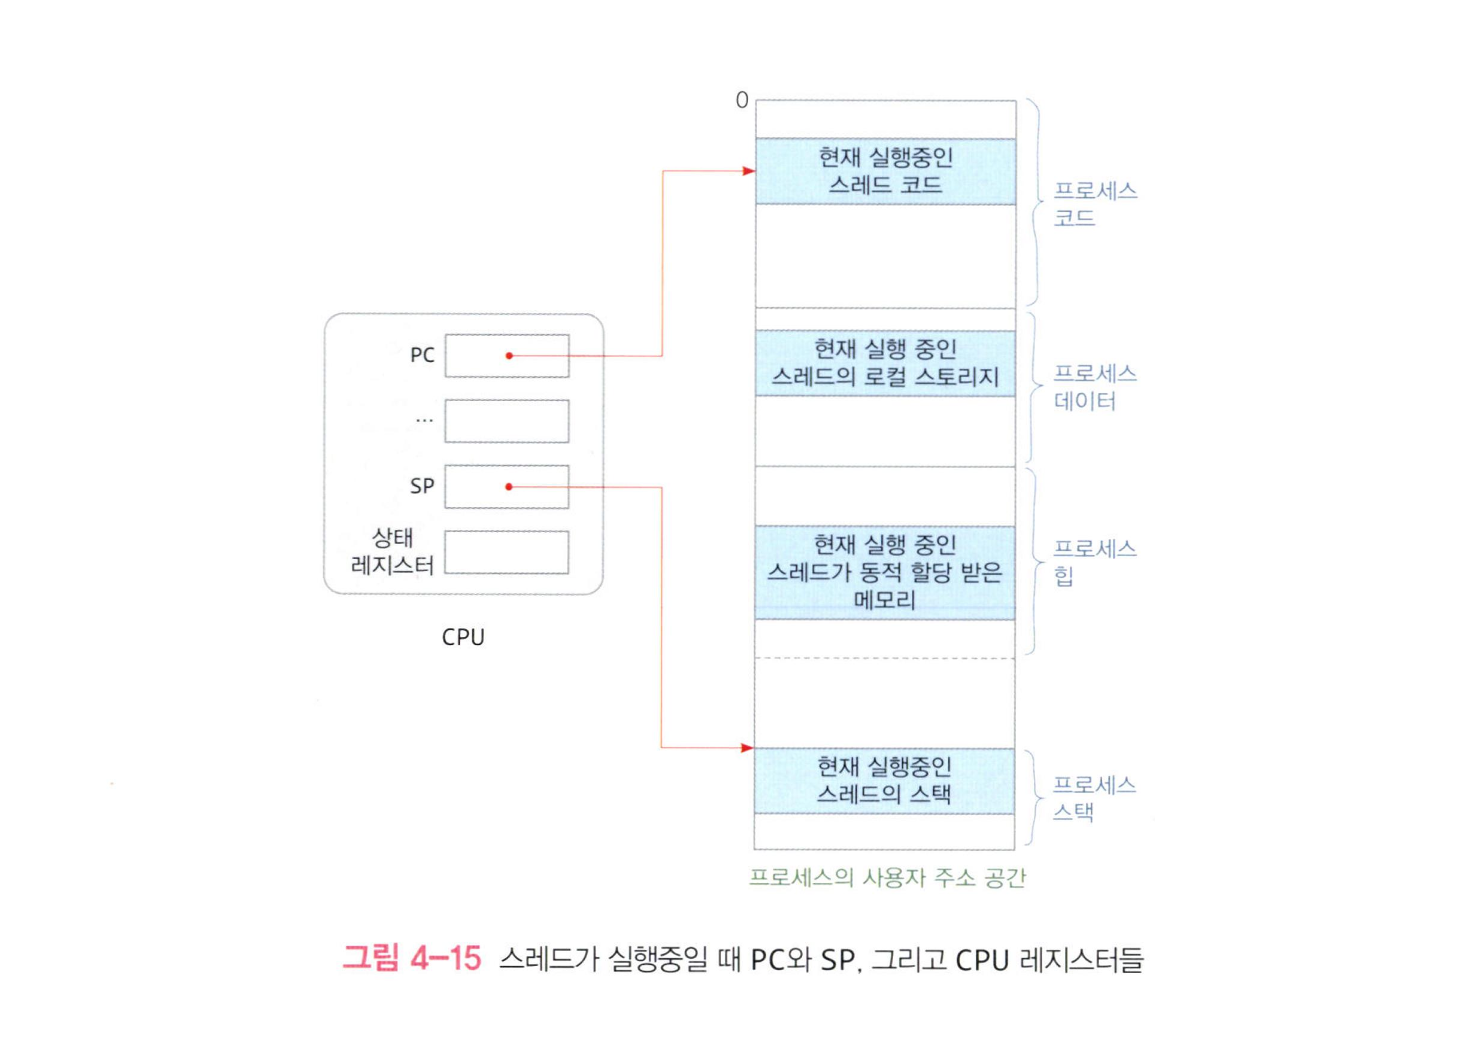 0
현재 실행중인
스레드 코드
프로세스
코드
현재 실행 중인
스레드의 로컬 스토리지
프로세스
데이터
PC
...
SP
상태
레지스터
CPU
현재 실행 중인
스레드가 동적 할당 받은
메모리
프로세스
힙
현재 실행중인
스레드의 스택
프로세스
스택
프로세스의 사용자 주소 공간
그림 4-15 스레드가 실행중일 때 PC와 SP, 그리고 CPU 레지스터들